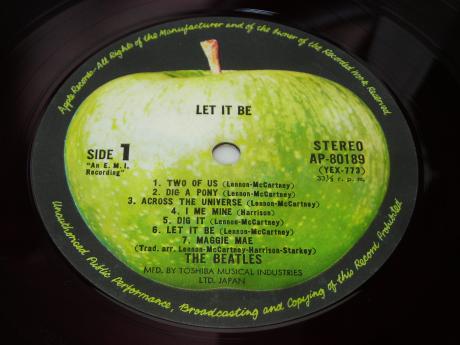 Apple Records-All Rights of the Manufacturer and of the Owner of the Recorded Work Reserved.
LET IT BE
SIDE 1
"An E.M.I.
Recording"
STEREO
AP-80189
(YEX-773)
33⅓ r.p.m.
1. TWO OF US (Lennon-McCartney)
2. DIG A PONY (Lennon-McCartney)
3. ACROSS THE UNIVERSE (Lennon-McCartney)
4. I ME MINE (Harrison)
5. DIG IT (Lennon-McCartney)
6. LET IT BE (Lennon-McCartney)
7. MAGGIE MAE
(Trad. arr. Lennon-McCartney-Harrison-Starkey)
THE BEATLES
MFD. BY TOSHIBA MUSICAL INDUSTRIES
LTD. JAPAN
Unauthorized Public Performance, Broadcasting and Copying of this Record Prohibited